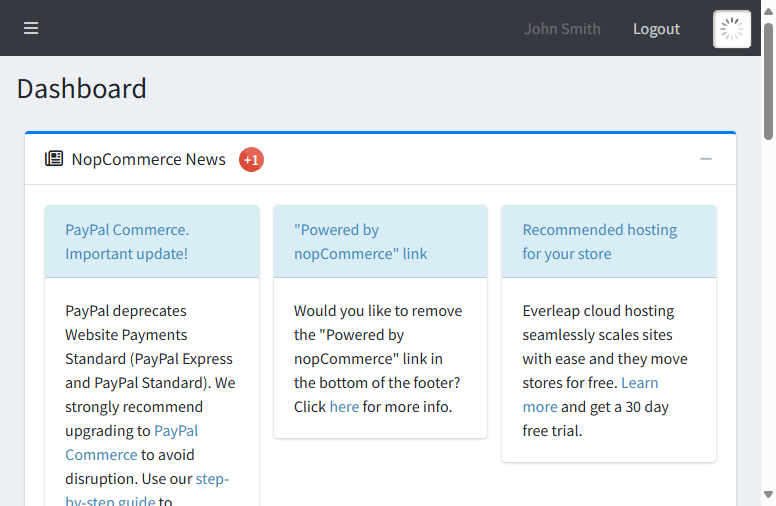 John Smith Logout
Dashboard
NopCommerce News +1
PayPal Commerce.
Important update!
PayPal deprecates
Website Payments
Standard (PayPal Express
and PayPal Standard). We
strongly recommend
upgrading to PayPal
Commerce to avoid
disruption. Use our step-
by-step guide to
"Powered by
nopCommerce" link
Would you like to remove
the "Powered by
nopCommerce" link in
the bottom of the footer?
Click here for more info.
Recommended hosting
for your store
Everleap cloud hosting
seamlessly scales sites
with ease and they move
stores for free. Learn
more and get a 30 day
free trial.